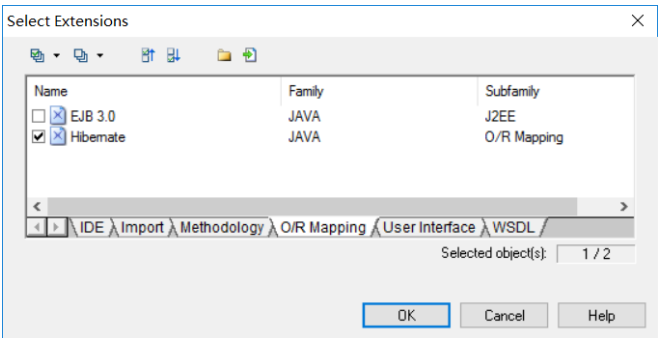 Select Extensions
Name Family Subfamily
EJB 3.0 JAVA J2EE
Hibernate JAVA O/R Mapping
IDE Import Methodology O/R Mapping User Interface WSDL
Selected object(s): 1 / 2
OK Cancel Help